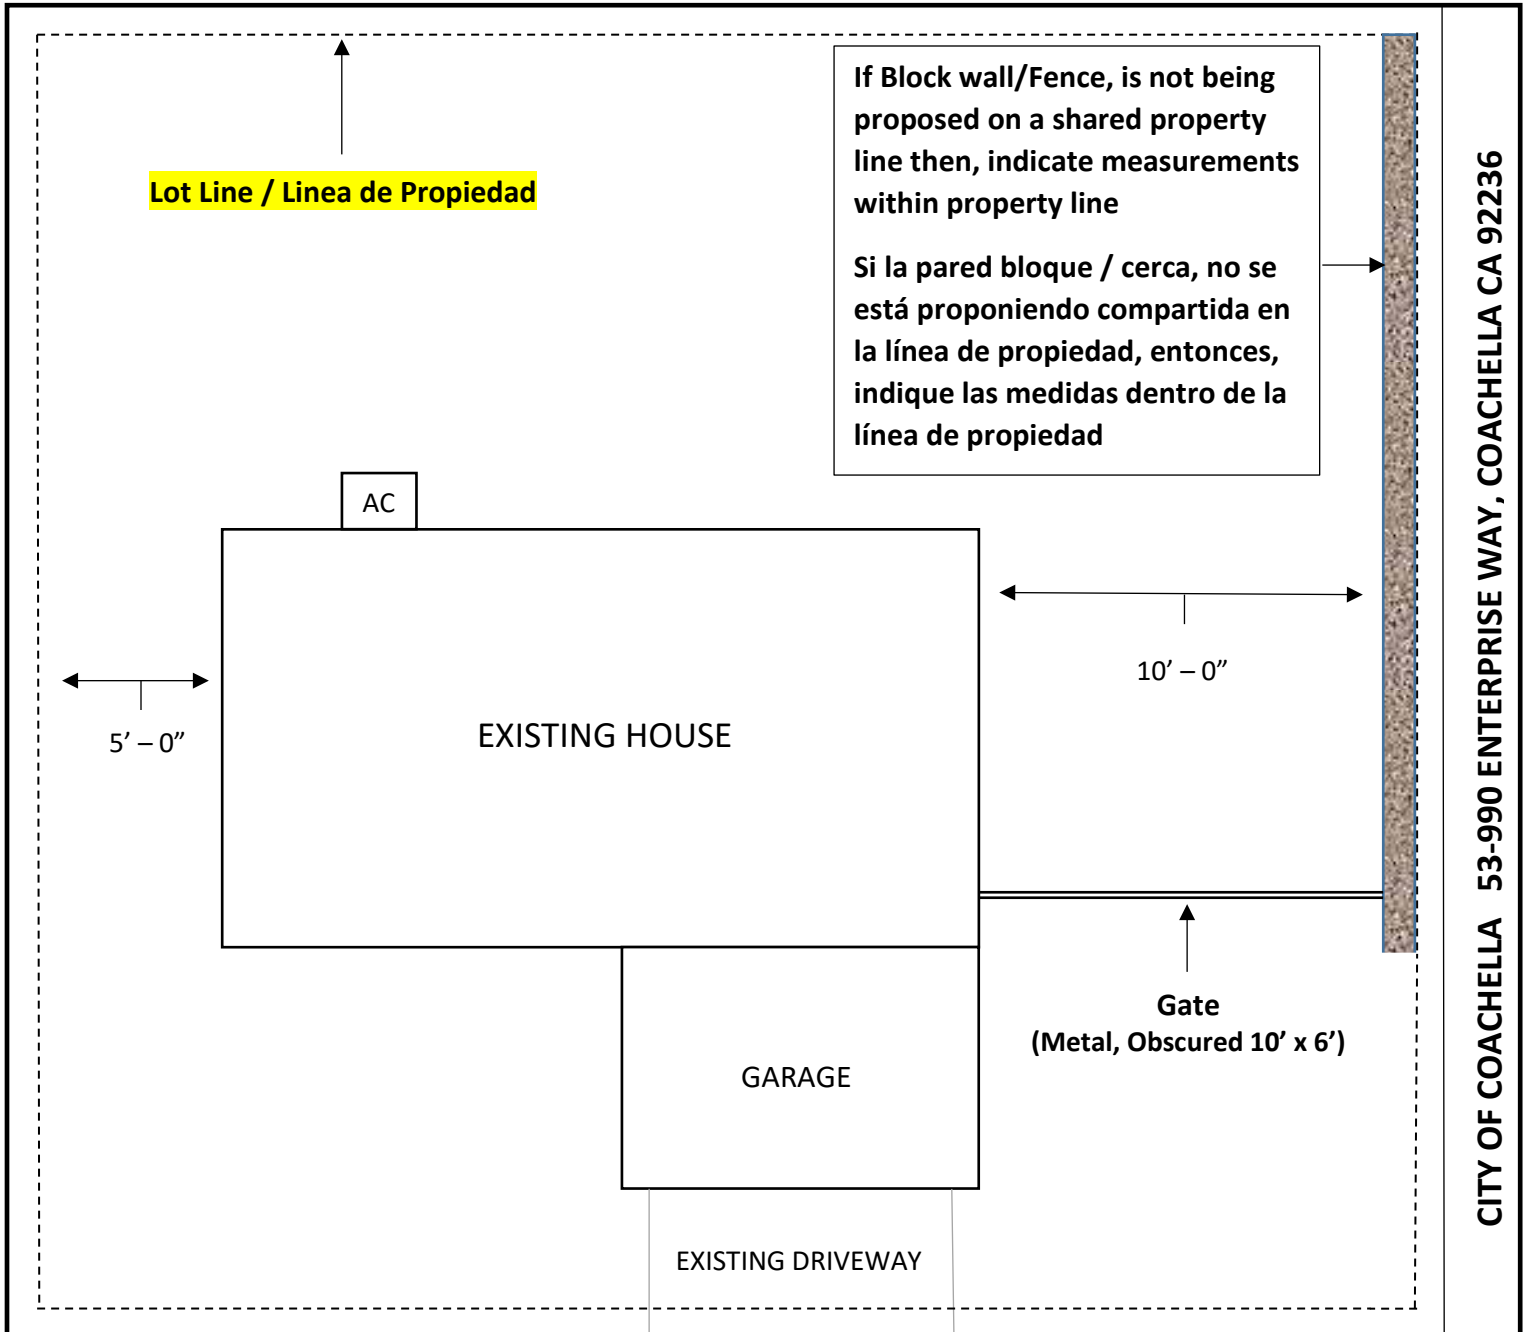 If Block wall/Fence, is not being
proposed on a shared property
line then, indicate measurements
within property line
Si la pared bloque / cerca, no se
está proponiendo compartida en
la línea de propiedad, entonces,
indique las medidas dentro de la
línea de propiedad
Lot Line / Linea de Propiedad
AC
10’ – 0”
5’ – 0”
EXISTING HOUSE
Gate
(Metal, Obscured 10’ x 6’)
GARAGE
EXISTING DRIVEWAY
CITY OF COACHELLA 53-990 ENTERPRISE WAY, COACHELLA CA 92236